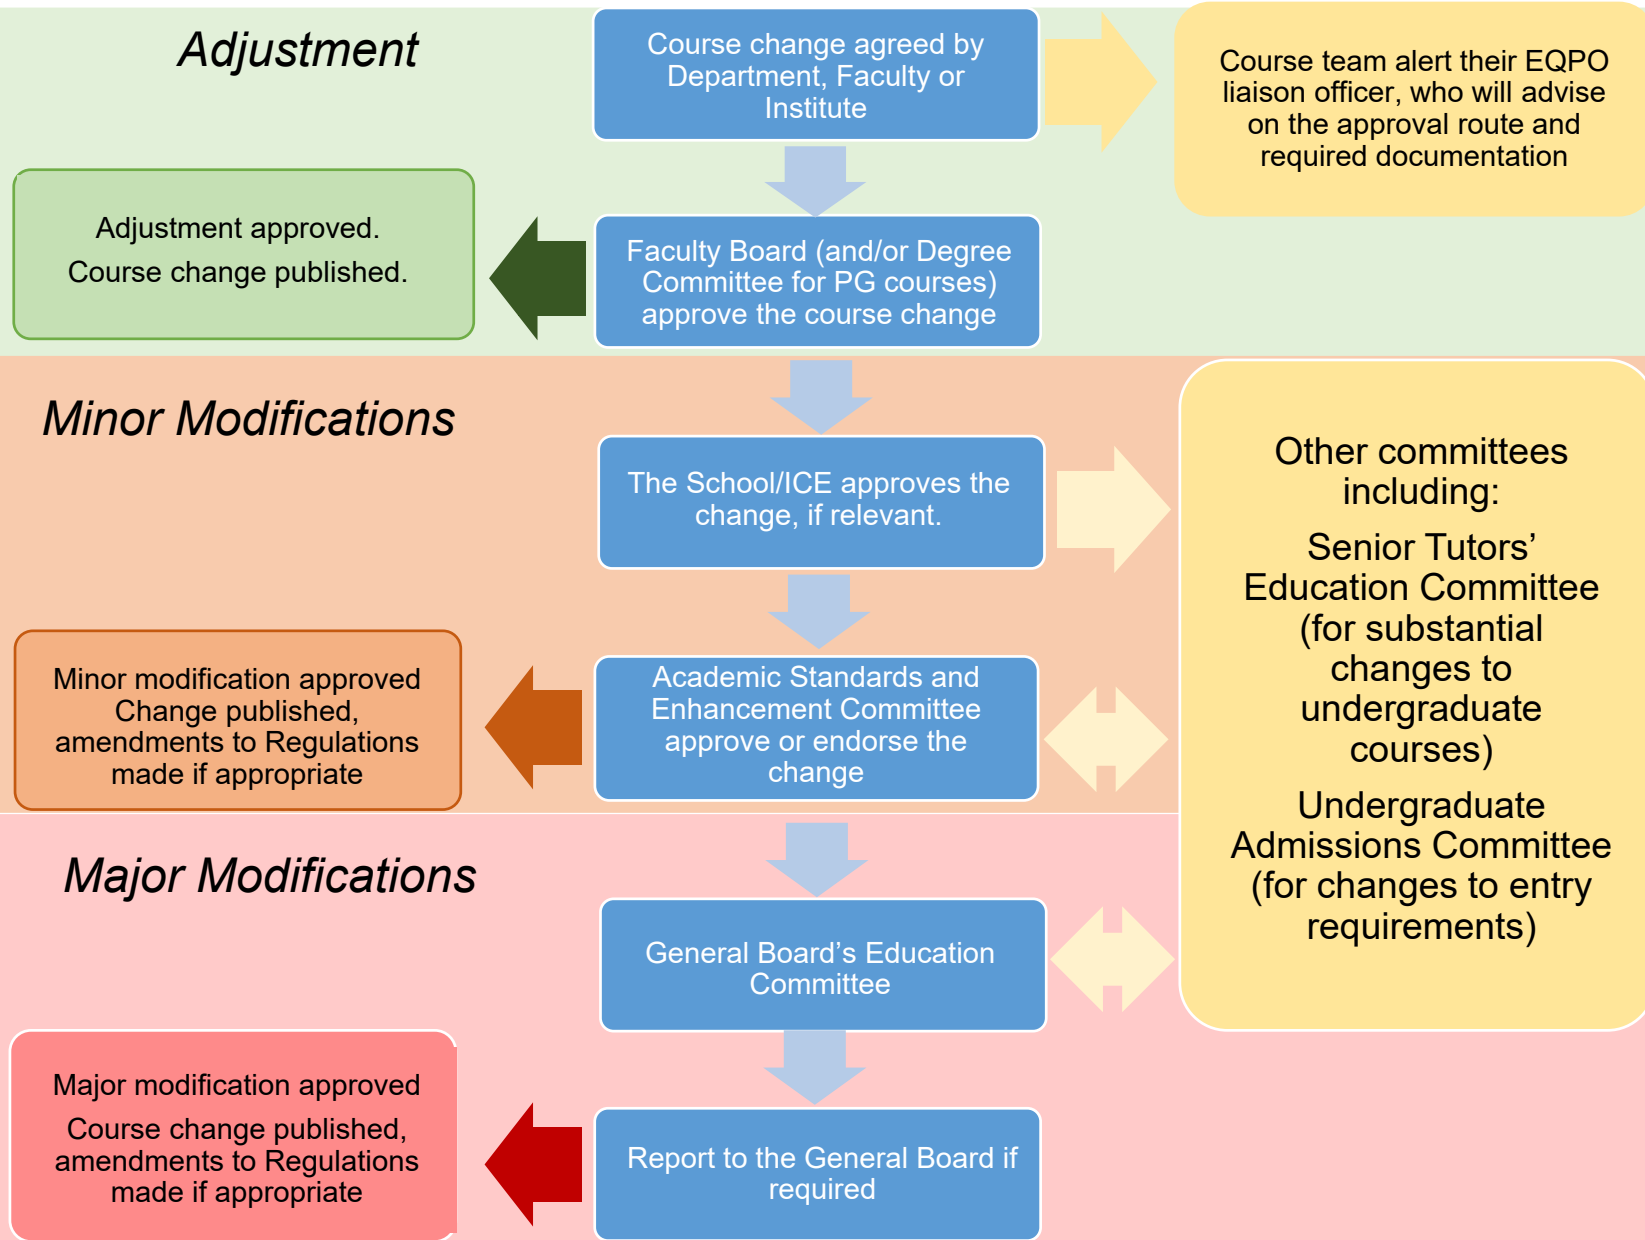 Adjustment
Course change agreed by
Department, Faculty or
Institute
Course team alert their EQPO
liaison officer, who will advise
on the approval route and
required documentation
Adjustment approved.
Course change published.
Faculty Board (and/or Degree
Committee for PG courses)
approve the course change
Minor Modifications
The School/ICE approves the
change, if relevant.
Other committees
including:
Senior Tutors’
Education Committee
(for substantial
changes to
undergraduate
courses)
Undergraduate
Admissions Committee
(for changes to entry
requirements)
Minor modification approved
Change published,
amendments to Regulations
made if appropriate
Academic Standards and
Enhancement Committee
approve or endorse the
change
Major Modifications
General Board’s Education
Committee
Major modification approved
Course change published,
amendments to Regulations
made if appropriate
Report to the General Board if
required